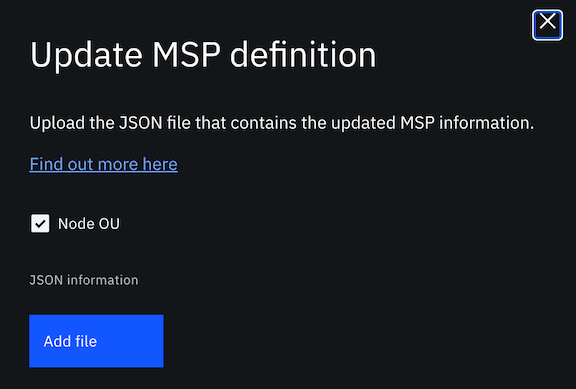 Update MSP definition
Upload the JSON file that contains the updated MSP information.
Find out more here
Node OU
JSON information
Add file